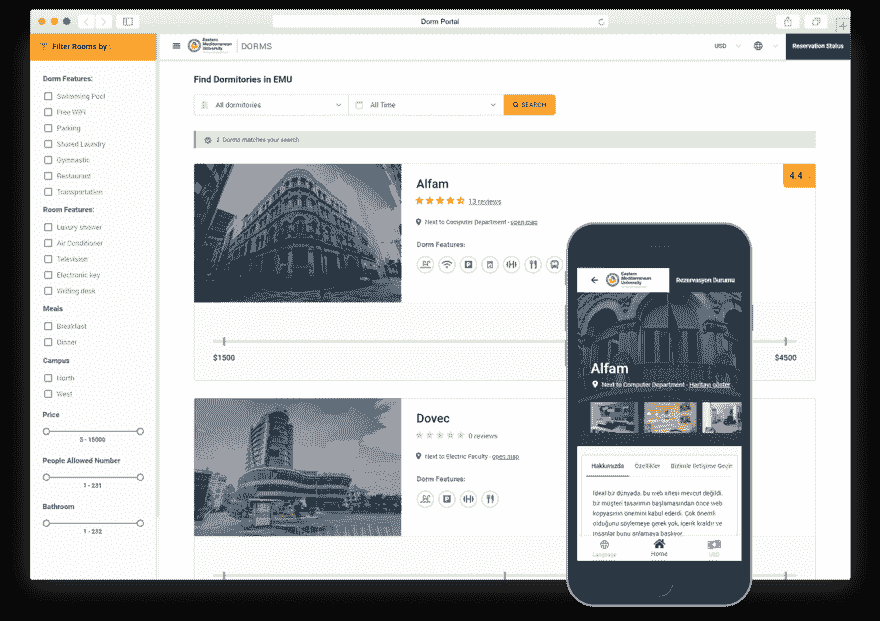 Dorm Portal
Filter Rooms by :
Eastern
Mediterranean
University
DORMS
USD
Reservation Status
Dorm Features:
Swimming Pool
Free WiFi
Parking
Shared Laundry
Gymnastic
Restaurant
Transportation
Room Features:
Luxury shower
Air Conditioner
Television
Electronic key
Writing desk
Meals
Breakfast
Dinner
Campus
North
West
Price
5 - 15000
People Allowed Number
1 - 231
Bathroom
1 - 232
Find Dormitories in EMU
All dormitories
All Time
SEARCH
2 Dorms matches your search
Alfam
4.4
13 reviews
Next to Computer Department - open map
Dorm Features:
$1500
$4500
Dovec
0 reviews
Next to Electric Faculty - open map
Dorm Features:
Eastern
Mediterranean
University
Rezervasyon Durumu
Alfam
Next to Computer Department - Haritayı göster
Hakkımızda
Özellikler
Bizimle iletişime Geçin
İdeal bir dünyada, bu web sitesi mevcut değildi,
bir müşteri tasarımın başlamasından önce web
kopyasının önemini kabul ederdi. Çok önemli
olduğunu söylemeye gerek yok, içerik kraldır ve
insanlar bunu anlamaya başlıyor.
Language
Home
USD